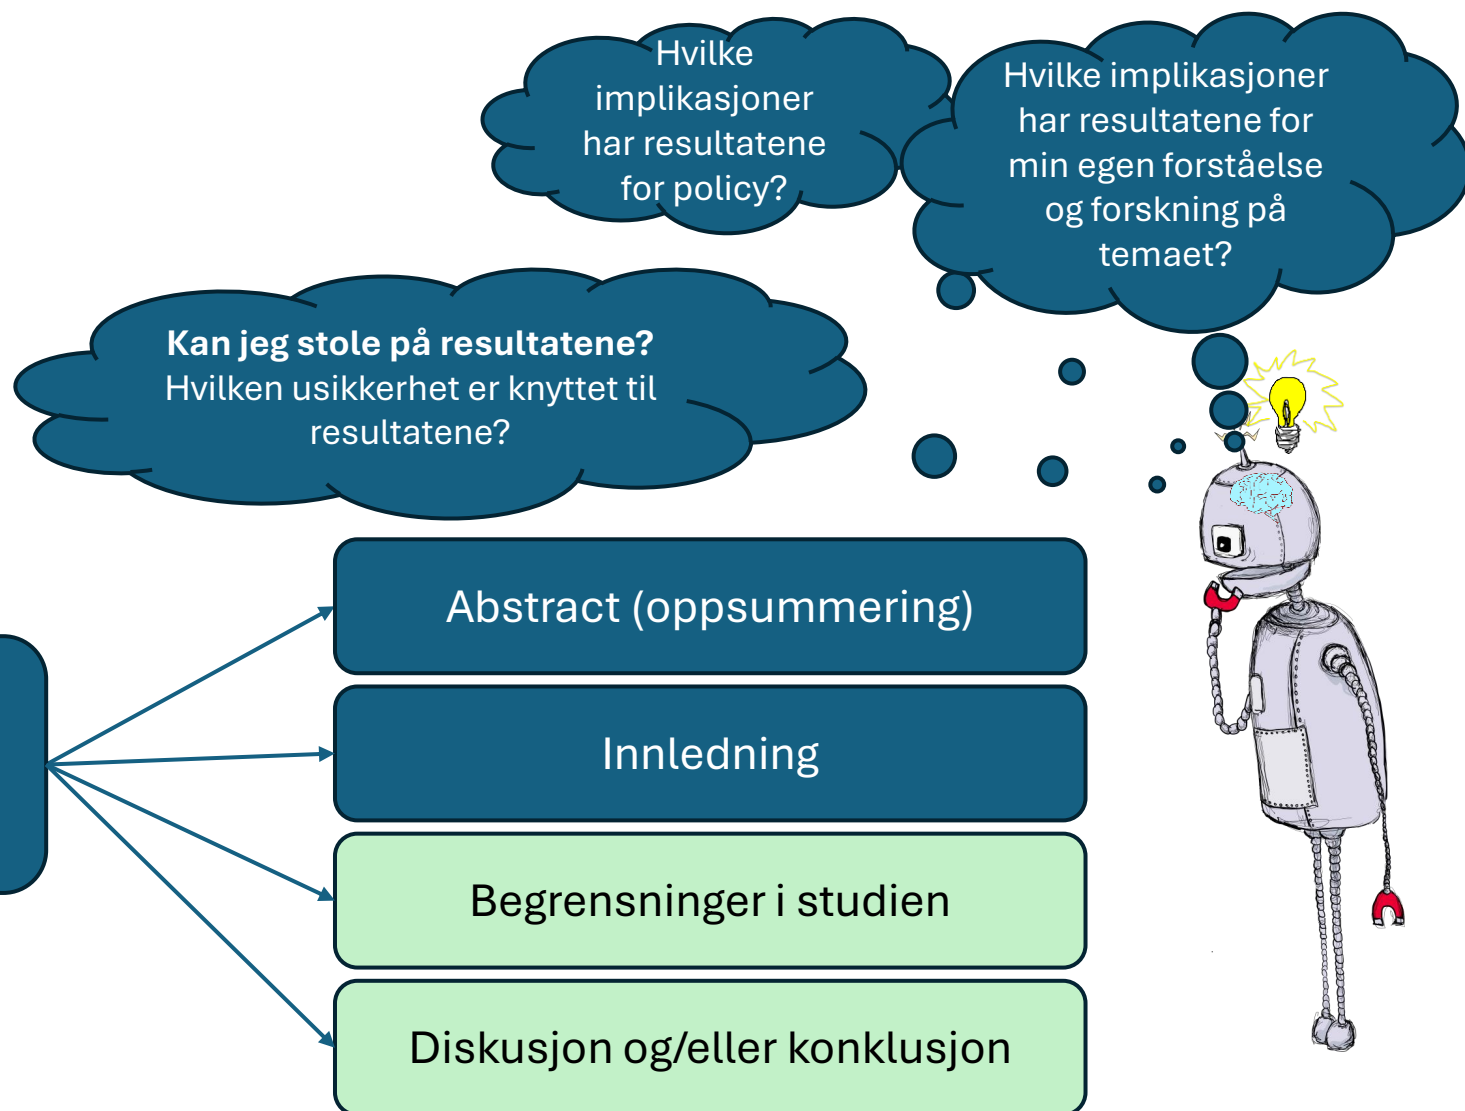 Hvilke
implikasjoner
har resultatene
for policy?
Hvilke implikasjoner
har resultatene for
min egen forståelse
og forskning på
temaet?
Kan jeg stole på resultatene?
Hvilken usikkerhet er knyttet til
resultatene?
Abstract (oppsummering)
Innledning
Begrensninger i studien
Diskusjon og/eller konklusjon